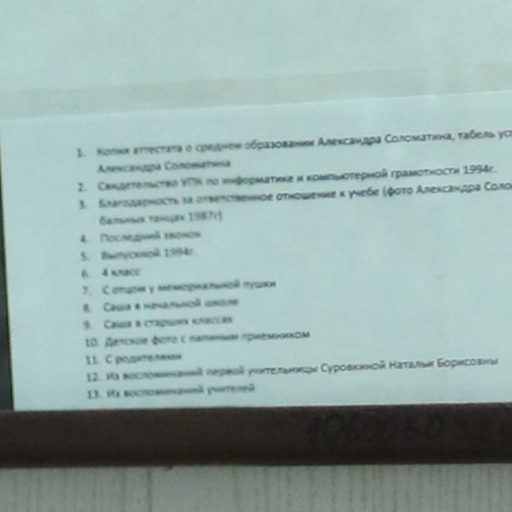 1. Копия аттестата о среднем образовании Александра Соломатина, табель усп
Александра Соломатина
2. Свидетельство УПК по информатике и компьютерной грамотности 1994г.
3. Благодарность за ответственное отношение к учебе (фото Александра Соло
бальных танцах 1987г)
4. Последний звонок
5. Выпускной 1994г.
6. 4 класс
7. С отцом у мемориальной пушки
8. Саша в начальной школе
9. Саша в старших классах
10. Детское фото с папиным приемником
11. С родителями
12. Из воспоминаний первой учительницы Суровкиной Натальи Борисовны
13. Из воспоминаний учителей